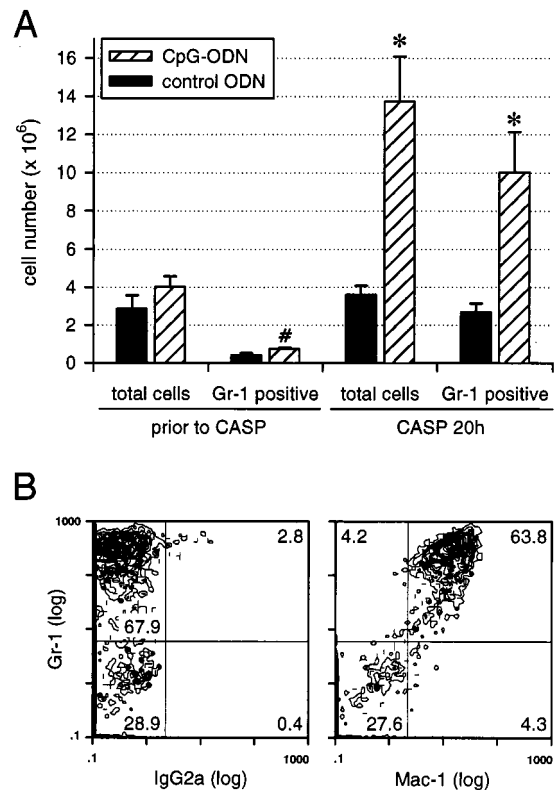 A
CpG-ODN
control ODN
cell number (x 10⁶)
16
14
12
10
8
6
4
2
0
*
*
#
total cells Gr-1 positive total cells Gr-1 positive
prior to CASP CASP 20h
B
Gr-1 (log)
1000
.1
2.8
67.9
28.9
0.4
.1 1000
IgG2a (log)
4.2 63.8
27.6 4.3
.1 1000
Mac-1 (log)